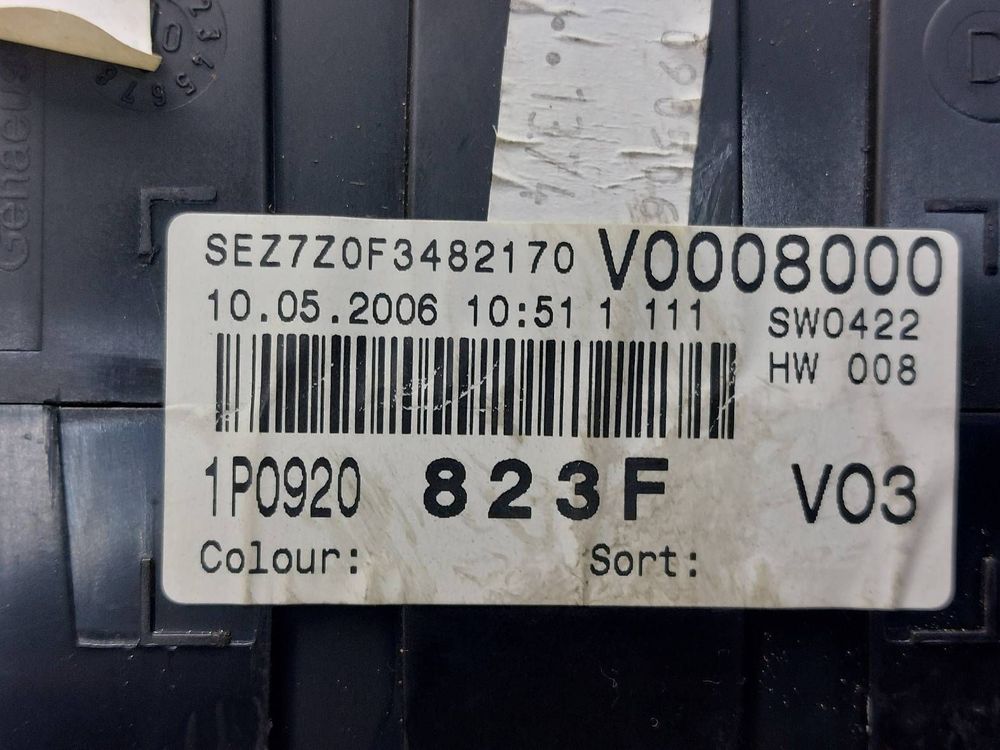 SEZ7Z0F3482170 V0008000
10.05.2006 10:51 1 111 SW0422
HW 008
1P0920 823F V03
Colour: Sort: